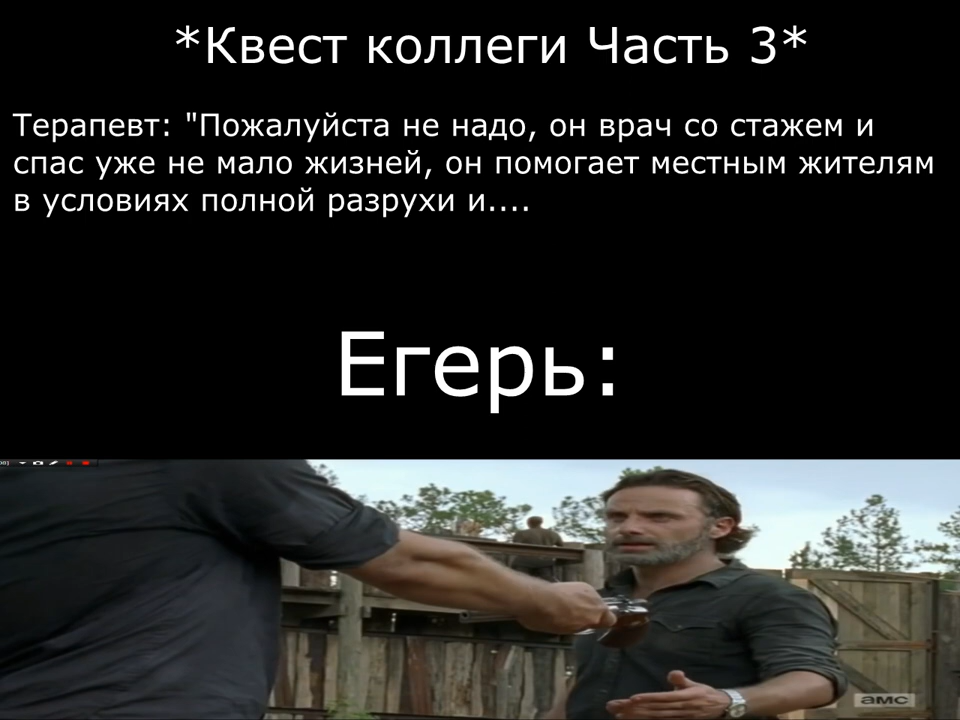 *Квест коллеги Часть 3*
Терапевт: "Пожалуйста не надо, он врач со стажем и
спас уже не мало жизней, он помогает местным жителям
в условиях полной разрухи и....
Егерь:
amc